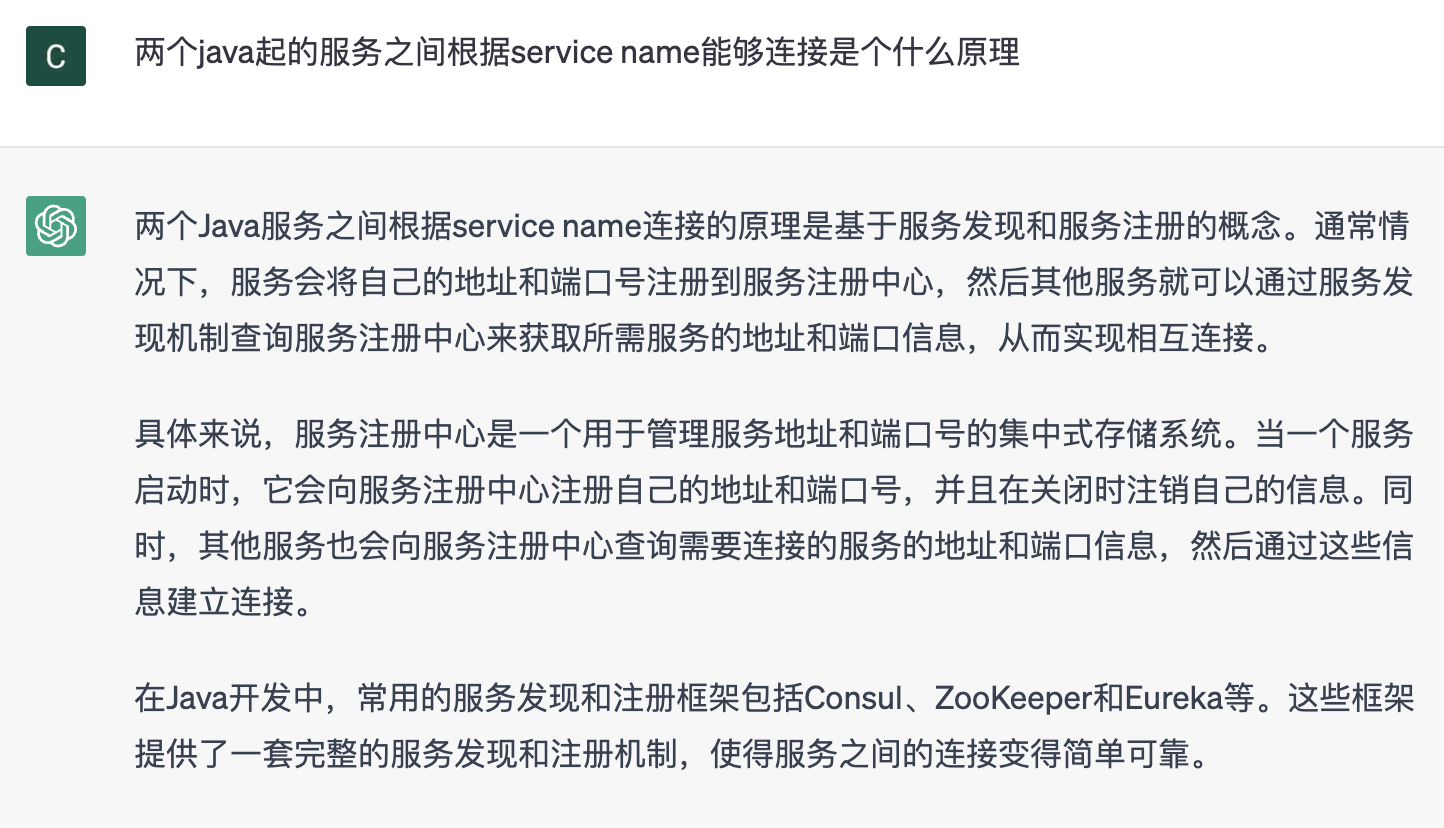 C
两个java起的服务之间根据service name能够连接是个什么原理
两个Java服务之间根据service name连接的原理是基于服务发现和服务注册的概念。通常情
况下，服务会将自己的地址和端口号注册到服务注册中心，然后其他服务就可以通过服务发
现机制查询服务注册中心来获取所需服务的地址和端口信息，从而实现相互连接。
具体来说，服务注册中心是一个用于管理服务地址和端口号的集中式存储系统。当一个服务
启动时，它会向服务注册中心注册自己的地址和端口号，并且在关闭时注销自己的信息。同
时，其他服务也会向服务注册中心查询需要连接的服务的地址和端口信息，然后通过这些信
息建立连接。
在Java开发中，常用的服务发现和注册框架包括Consul、ZooKeeper和Eureka等。这些框架
提供了一套完整的服务发现和注册机制，使得服务之间的连接变得简单可靠。